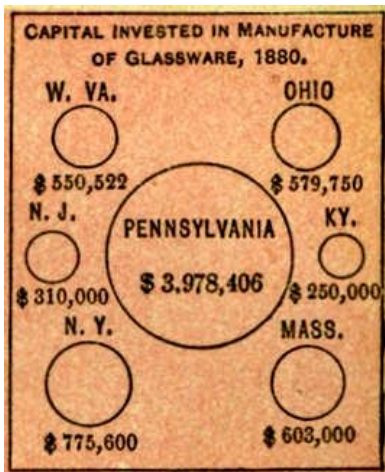 CAPITAL INVESTED IN MANUFACTURE
OF GLASSWARE, 1880.
W. VA.
$550,522
OHIO
$579,750
N. J.
$310,000
PENNSYLVANIA
$3.978,406
KY.
$250,000
N. Y.
$775,600
MASS.
$603,000